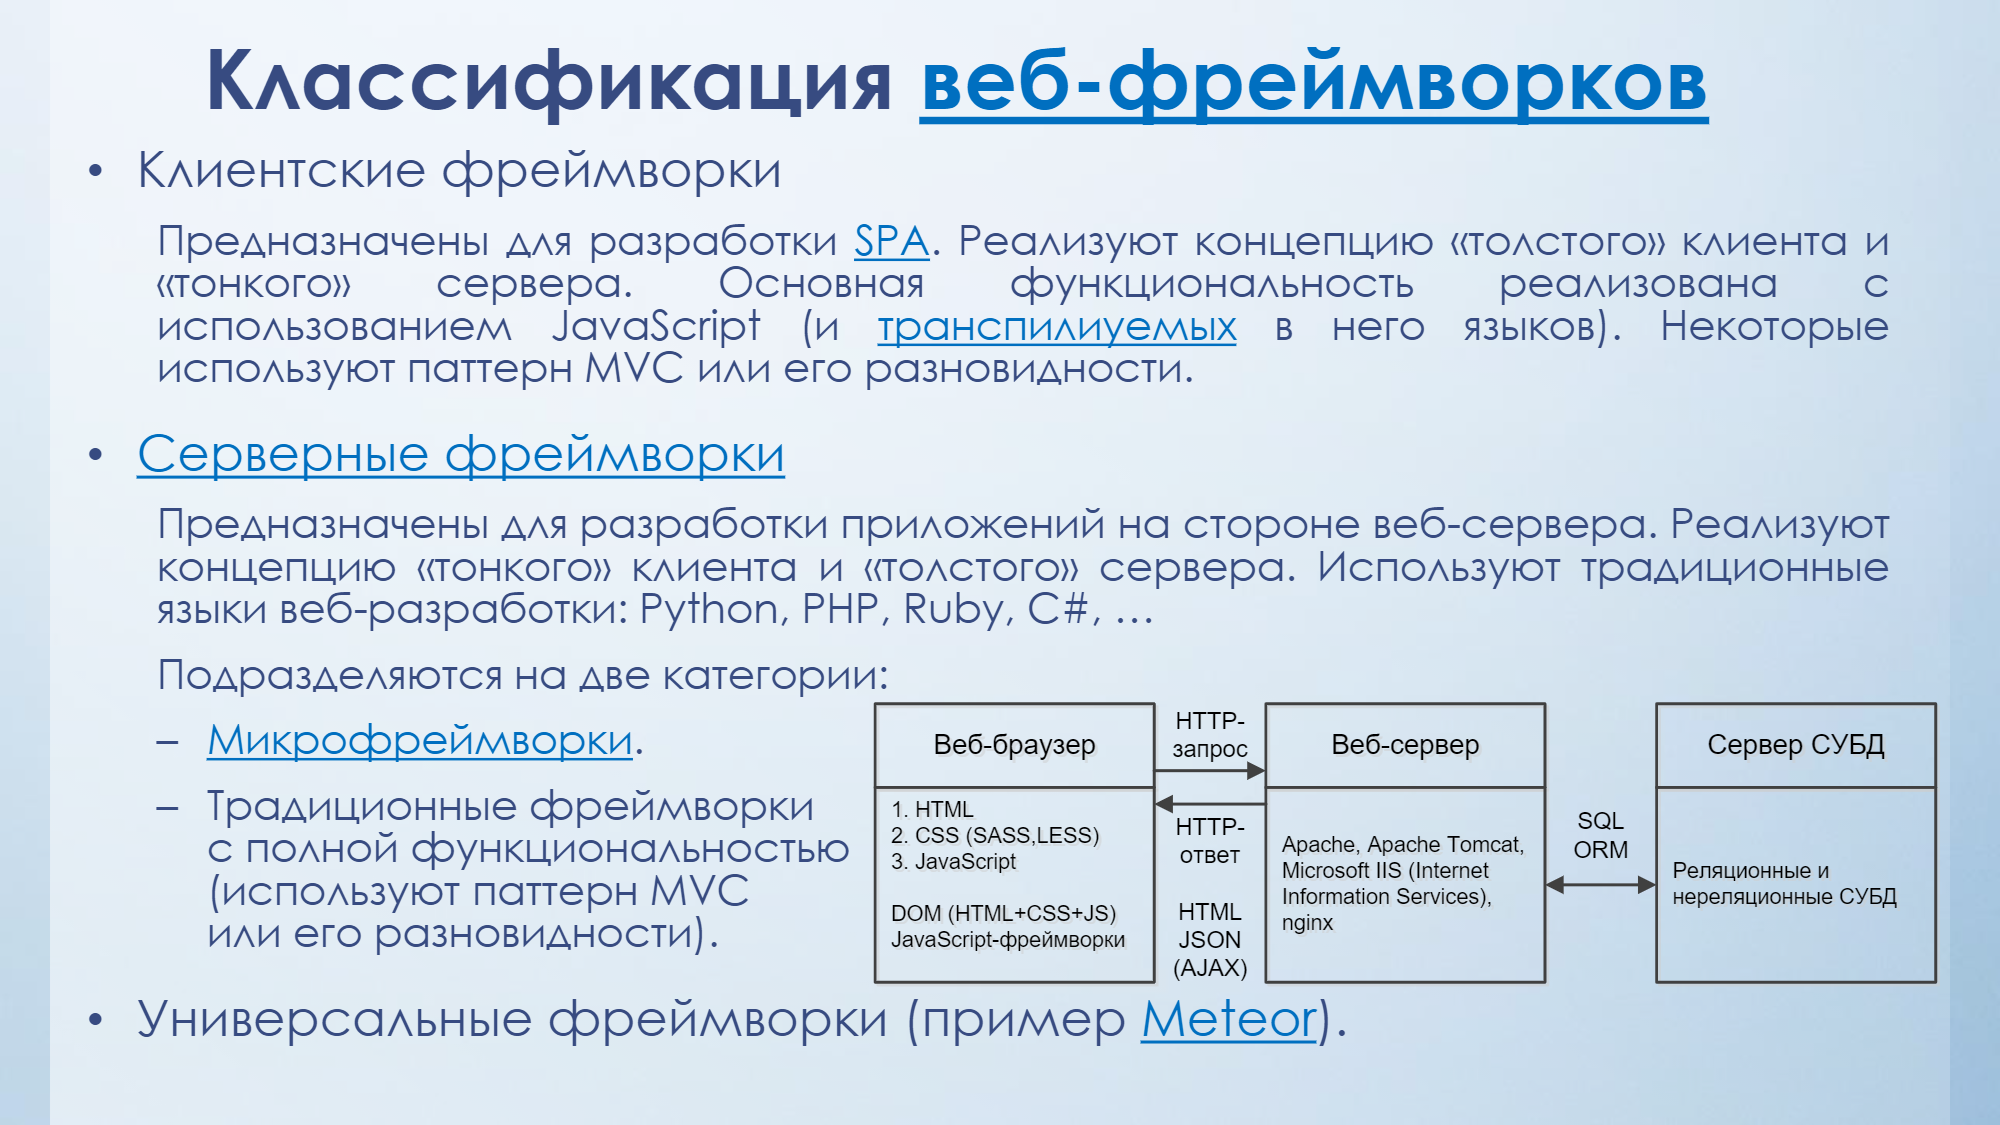 Классификация веб-фреймворков
• Клиентские фреймворки
Предназначены для разработки SPA. Реализуют концепцию «толстого» клиента и
«тонкого» сервера. Основная функциональность реализована с
использованием JavaScript (и транспилиуемых в него языков). Некоторые
используют паттерн MVC или его разновидности.
• Серверные фреймворки
Предназначены для разработки приложений на стороне веб-сервера. Реализуют
концепцию «тонкого» клиента и «толстого» сервера. Используют традиционные
языки веб-разработки: Python, PHP, Ruby, C#, …
Подразделяются на две категории:
– Микрофреймворки.
– Традиционные фреймворки
с полной функциональностью
(используют паттерн MVC
или его разновидности).
Веб-браузер
1. HTML
2. CSS (SASS,LESS)
3. JavaScript
DOM (HTML+CSS+JS)
JavaScript-фреймворки
HTTP-
запрос
HTTP-
ответ
HTML
JSON
(AJAX)
Веб-сервер
Apache, Apache Tomcat,
Microsoft IIS (Internet
Information Services),
nginx
SQL
ORM
Сервер СУБД
Реляционные и
нереляционные СУБД
• Универсальные фреймворки (пример Meteor).